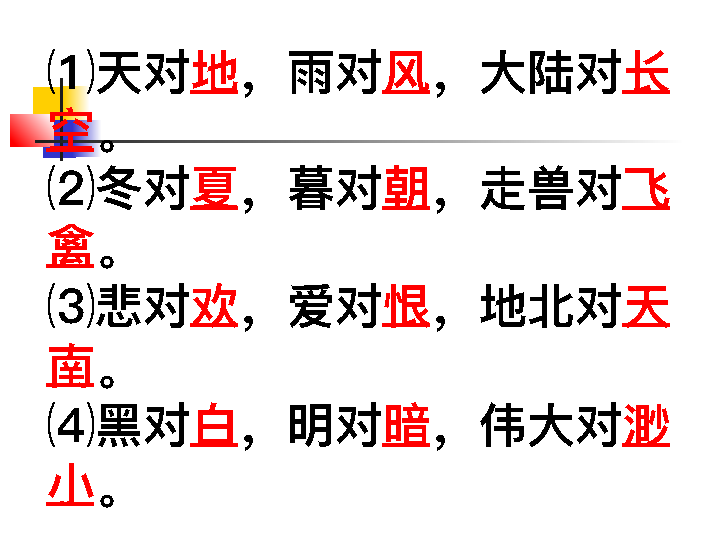 ⑴天对地，雨对风，大陆对长
空。
⑵冬对夏，暮对朝，走兽对飞
禽。
⑶悲对欢，爱对恨，地北对天
南。
⑷黑对白，明对暗，伟大对渺
小。